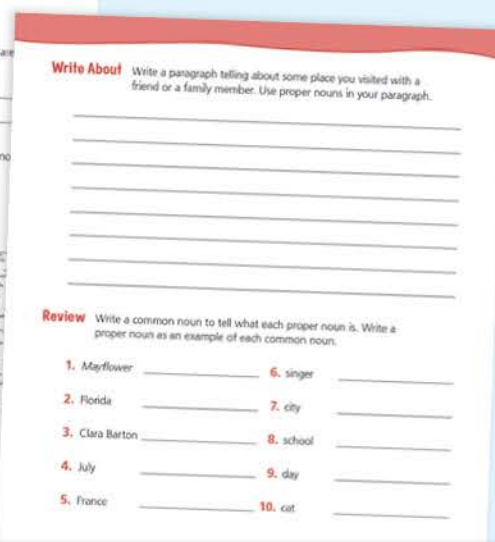 are
no
Write About Write a paragraph telling about some place you visited with a
friend or a family member. Use proper nouns in your paragraph.
Review Write a common noun to tell what each proper noun is. Write a
proper noun as an example of each common noun.
1. Mayflower
2. Florida
3. Clara Barton
4. July
5. France
6. singer
7. city
8. school
9. day
10. cat